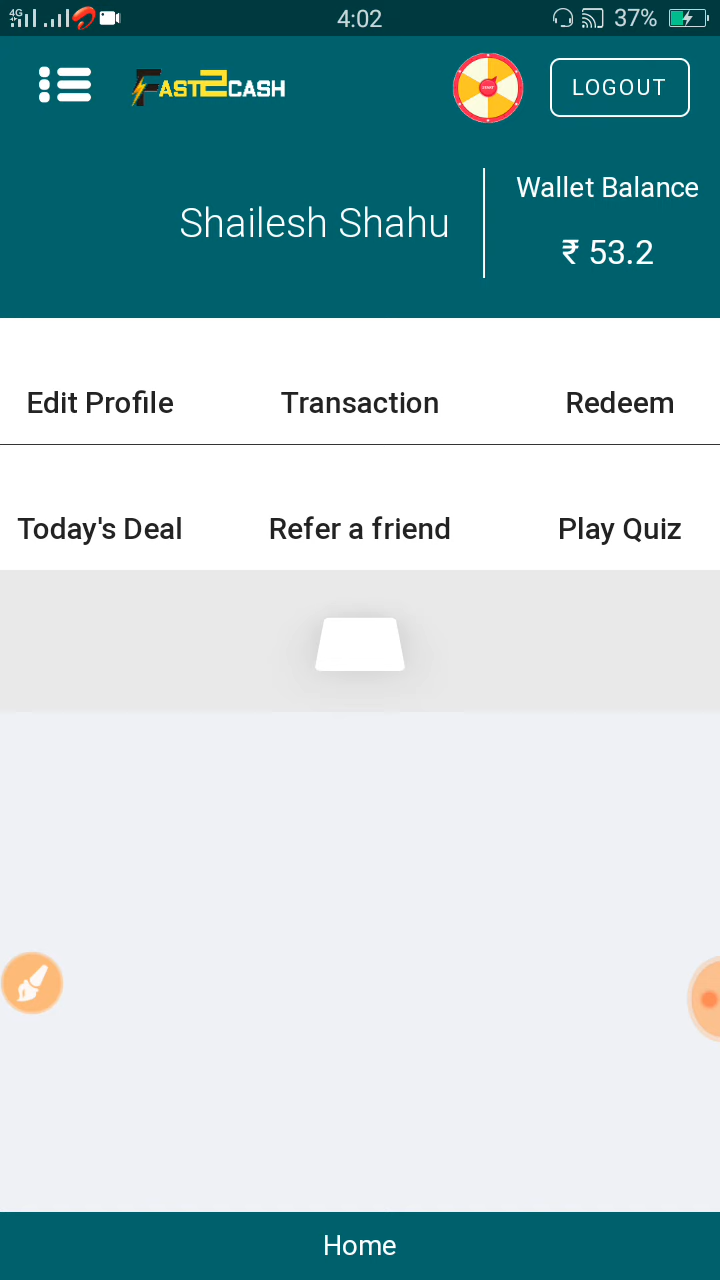 4G 4:02 37%
FAST2CASH LOGOUT
Wallet Balance
Shailesh Shahu
₹ 53.2
Edit Profile Transaction Redeem
Today's Deal Refer a friend Play Quiz
Home